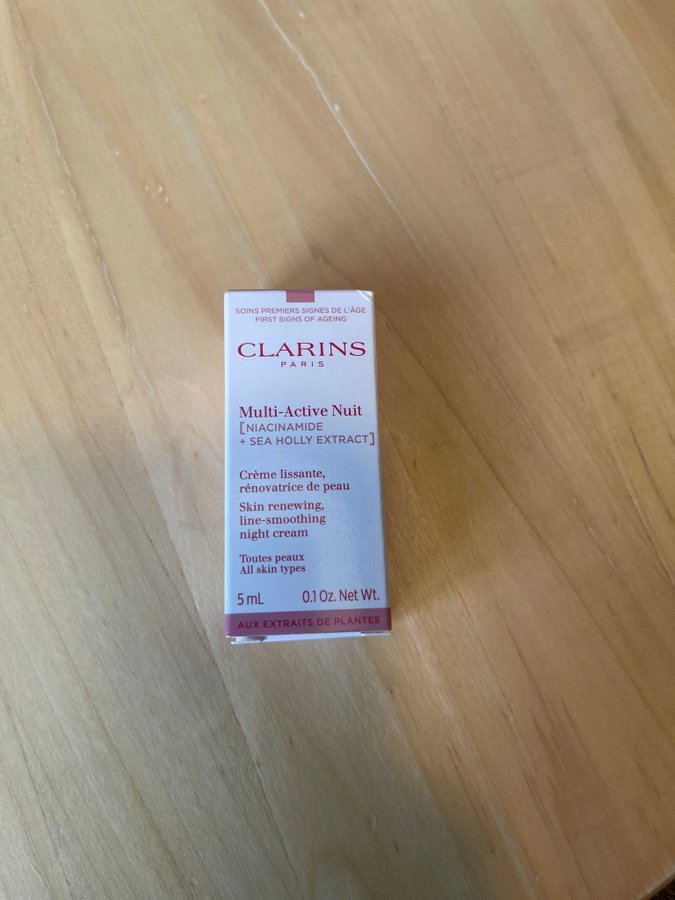 SOINS PREMIERS SIGNES DE L'ÂGE
FIRST SIGNS OF AGEING
CLARINS
PARIS
Multi-Active Nuit
[NIACINAMIDE
+ SEA HOLLY EXTRACT]
Crème lissante,
rénovatrice de peau
Skin renewing,
line-smoothing
night cream
Toutes peaux
All skin types
5 mL 0.1 Oz. Net Wt.
AUX EXTRAITS DE PLANTES